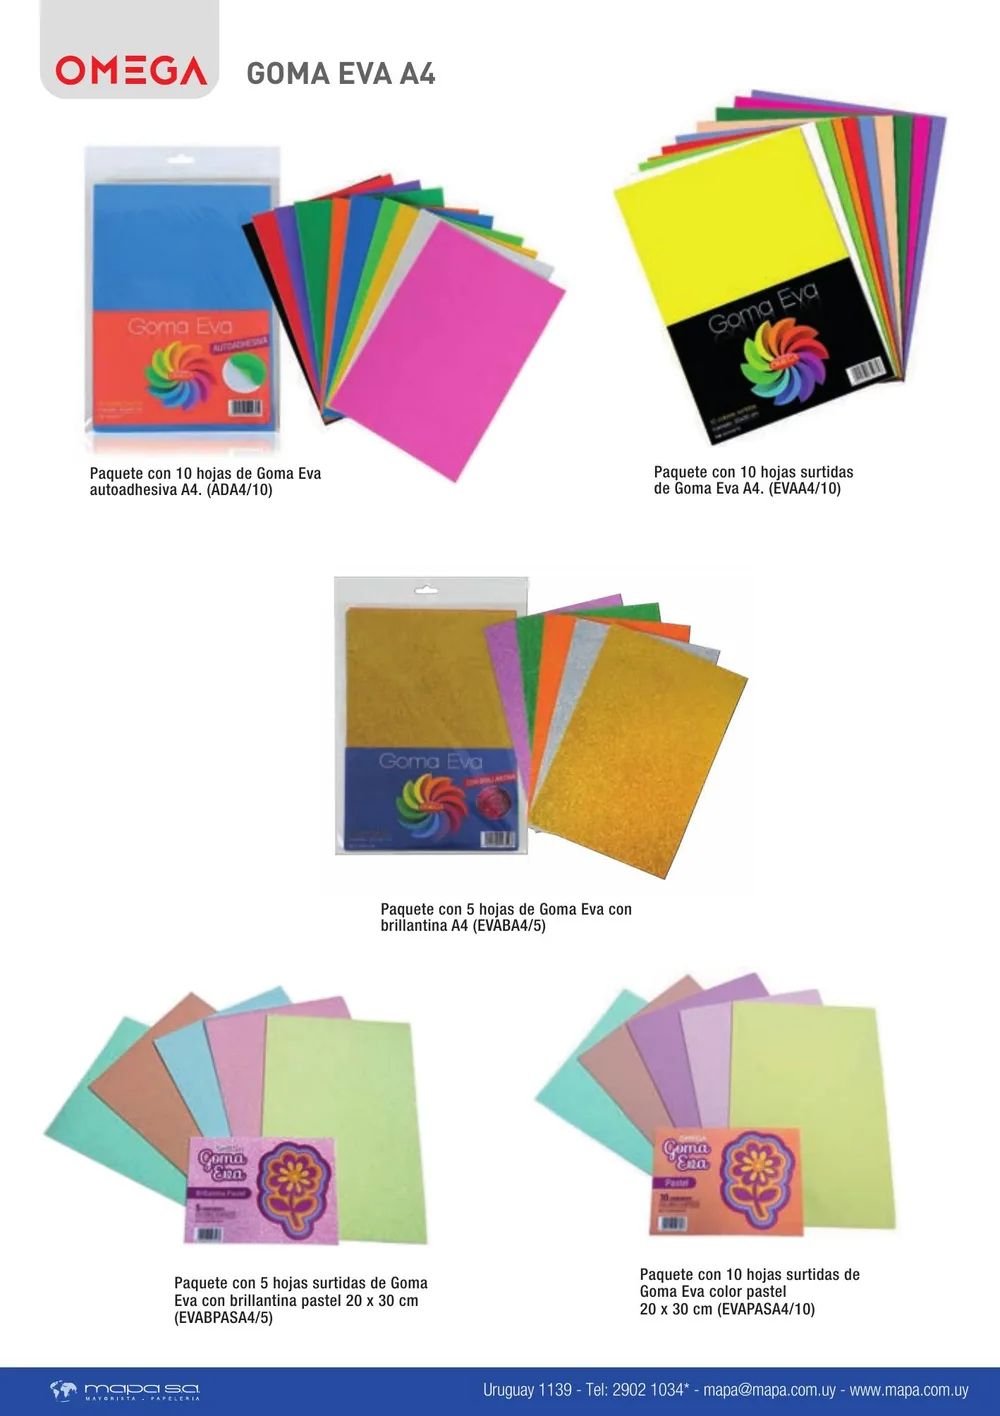 OMEGA
GOMA EVA A4
Goma Eva
AUTOADHESIVA
OMEGA
Goma Eva
OMEGA
Paquete con 10 hojas de Goma Eva
autoadhesiva A4. (ADA4/10)
Paquete con 10 hojas surtidas
de Goma Eva A4. (EVAA4/10)
Goma Eva
CON BRILLANTINA
OMEGA
Paquete con 5 hojas de Goma Eva con
brillantina A4 (EVABA4/5)
Goma
Eva
Brillantina Pastel
5
OMEGA
Goma
Eva
Pastel
10
Paquete con 5 hojas surtidas de Goma
Eva con brillantina pastel 20 x 30 cm
(EVABPASA4/5)
Paquete con 10 hojas surtidas de
Goma Eva color pastel
20 x 30 cm (EVAPASA4/10)
mapa sa
MAYORISTA - PAPELERIA
Uruguay 1139 - Tel: 2902 1034* - mapa@mapa.com.uy - www.mapa.com.uy